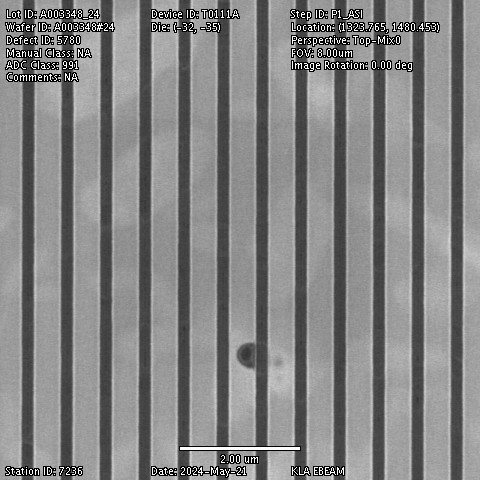 Lot ID: A003348_24
Wafer ID: A003348#24
Defect ID: 5780
Manual Class: NA
ADC Class: 991
Comments: NA
Device ID: T0111A
Die: (-32, -35)
Step ID: P1_ASI
Location: (1323.765, 1480.453)
Perspective: Top-Mix0
FOV: 8.00um
Image Rotation: 0.00 deg
2.00 um
Station ID: 7236
Date: 2024-May-21
KLA EBEAM